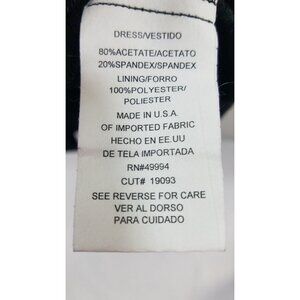 DRESS/VESTIDO
80%ACETATE/ACETATO
20%SPANDEX/SPANDEX
LINING/FORRO
100%POLYESTER/
POLIESTER
MADE IN U.S.A.
OF IMPORTED FABRIC
HECHO EN EE.UU
DE TELA IMPORTADA
RN#49994
CUT# 19093
SEE REVERSE FOR CARE
VER AL DORSO
PARA CUIDADO